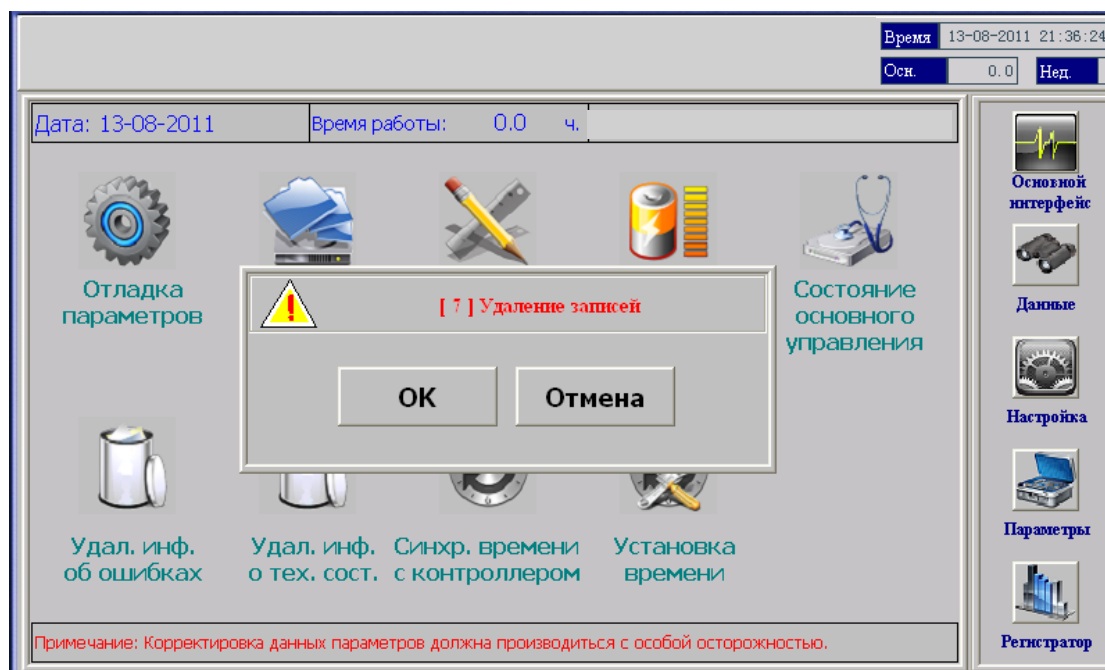 Время 13-08-2011 21:36:24
Осн. 0.0 Нед.
Дата: 13-08-2011 Время работы: 0.0 ч.
Отладка
параметров
Состояние
основного
управления
[ 7 ] Удаление записей
ОК Отмена
Удал. инф.
об ошибках
Удал. инф.
о тех. сост.
Синхр. времени
с контроллером
Установка
времени
Примечание: Корректировка данных параметров должна производиться с особой осторожностью.
Основной
интерфейс
Данные
Настройка
Параметры
Регистратор